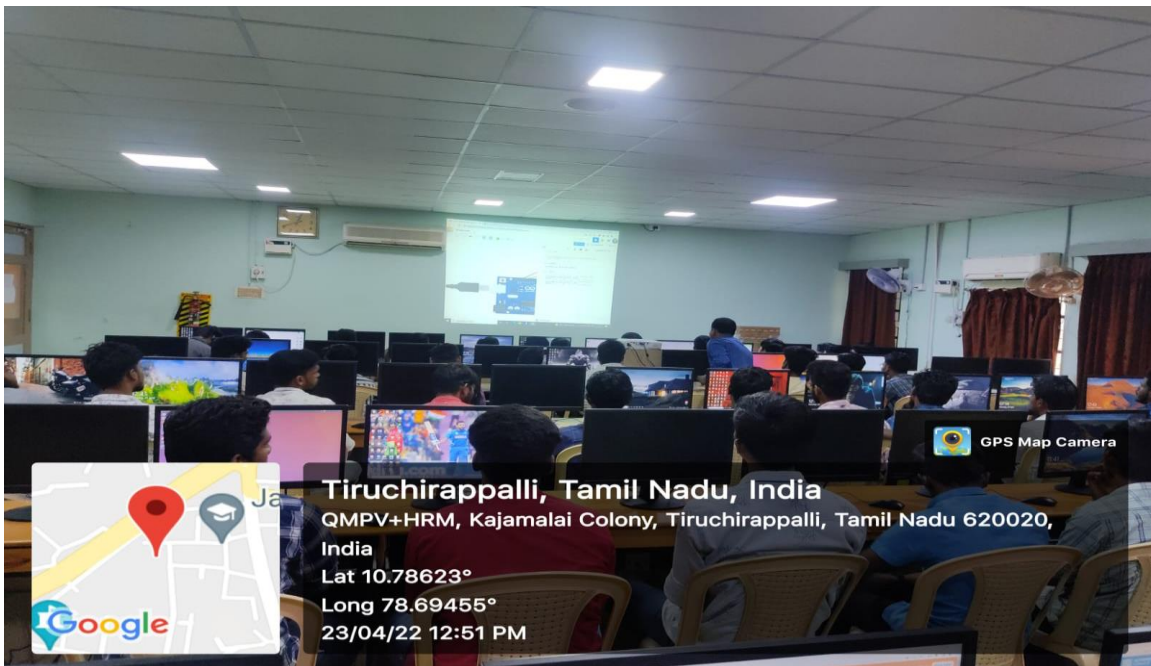 GPS Map Camera
Ja
Google
Tiruchirappalli, Tamil Nadu, India
QMPV+HRM, Kajamalai Colony, Tiruchirappalli, Tamil Nadu 620020,
India
Lat 10.78623°
Long 78.69455°
23/04/22 12:51 PM